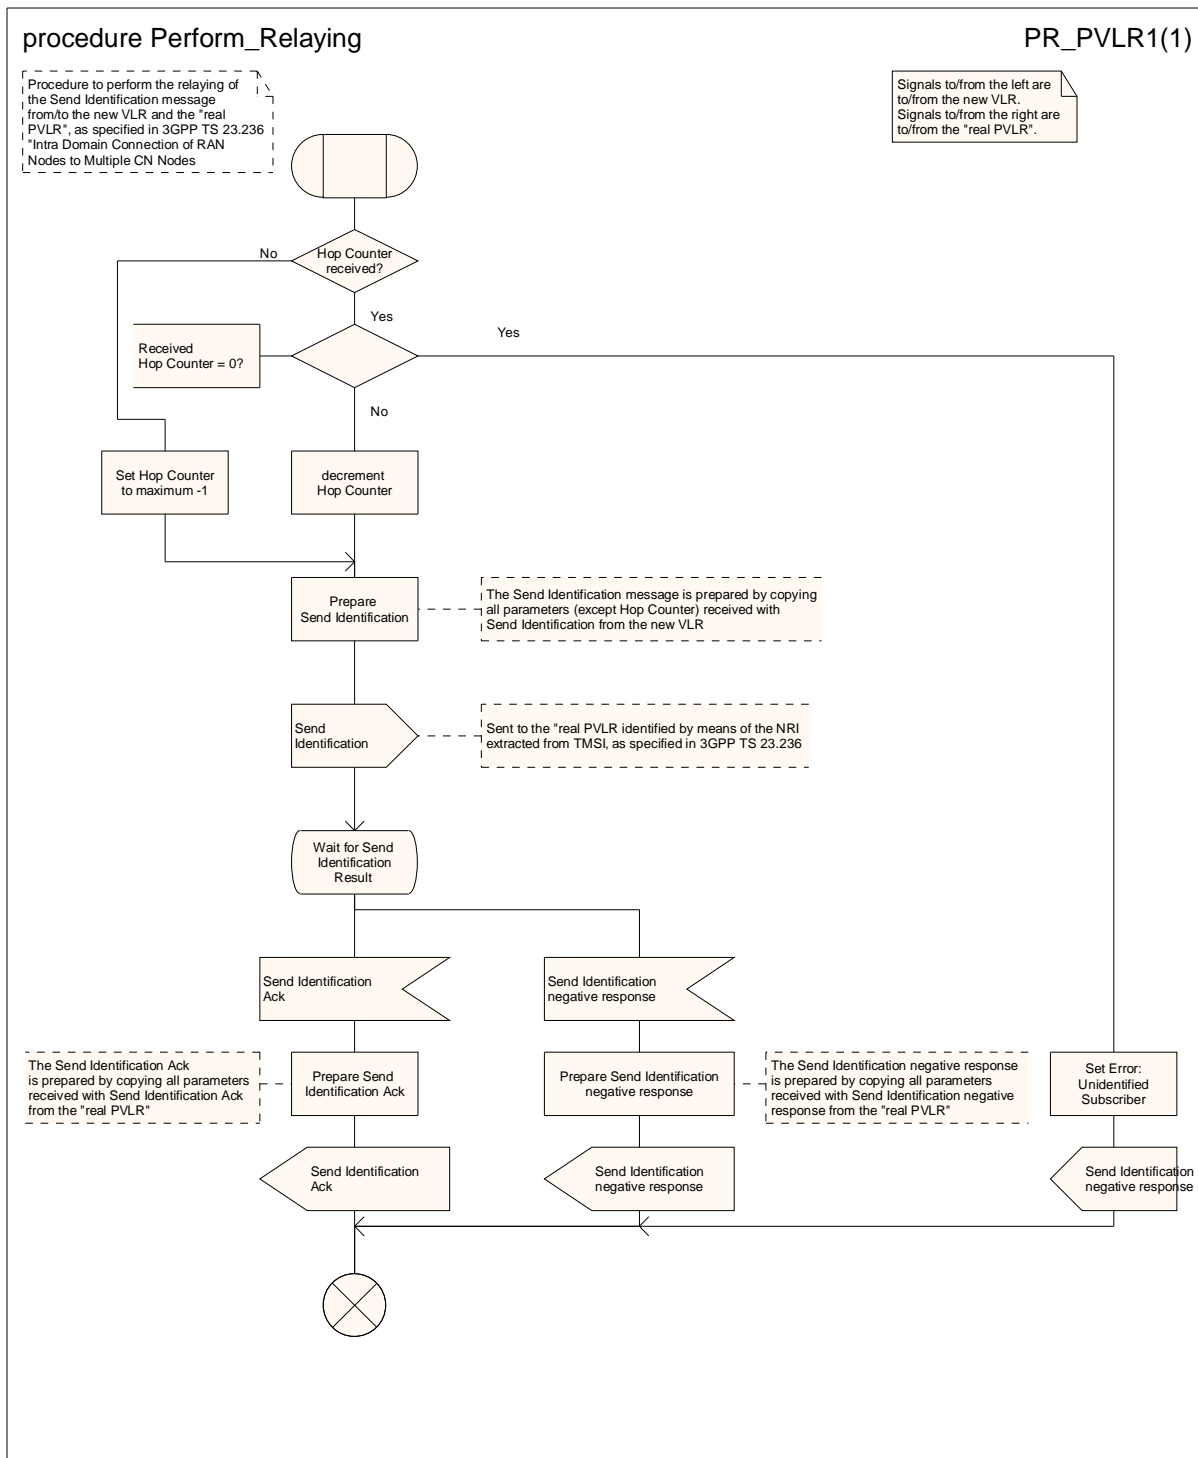 procedure Perform_Relaying
PR_PVLR1(1)
Procedure to perform the relaying of
the Send Identification message
from/to the new VLR and the "real
PVLR", as specified in 3GPP TS 23.236
"Intra Domain Connection of RAN
Nodes to Multiple CN Nodes
Signals to/from the left are
to/from the new VLR.
Signals to/from the right are
to/from the "real PVLR".
No
Hop Counter
received?
Yes
Yes
Received
Hop Counter = 0?
No
Set Hop Counter
to maximum -1
decrement
Hop Counter
Prepare
Send Identification
The Send Identification message is prepared by copying
all parameters (except Hop Counter) received with
Send Identification from the new VLR
Send
Identification
Sent to the "real PVLR identified by means of the NRI
extracted from TMSI, as specified in 3GPP TS 23.236
Wait for Send
Identification
Result
Send Identification
Ack
Send Identification
negative response
The Send Identification Ack
is prepared by copying all parameters
received with Send Identification Ack
from the "real PVLR"
Prepare Send
Identification Ack
Prepare Send Identification
negative response
The Send Identification negative response
is prepared by copying all parameters
received with Send Identification negative
response from the "real PVLR"
Set Error:
Unidentified
Subscriber
Send Identification
Ack
Send Identification
negative response
Send Identification
negative response